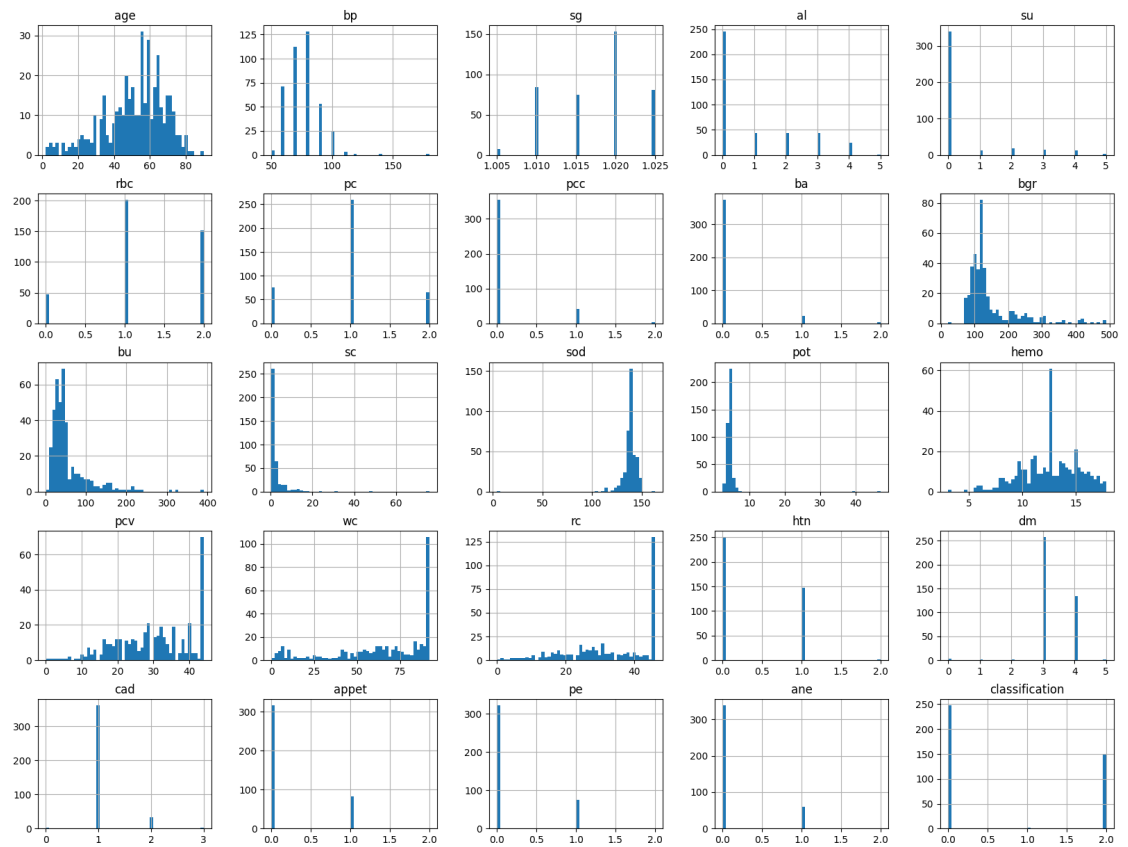 age bp sg al su
30 125 150 250 300
20 100 100 200 200
10 75 50 150 100
0 50 0 100 0
25 50
0 0
0 20 40 60 80 50 100 150 1.005 1.010 1.015 1.020 1.025 0 1 2 3 4 5 0 1 2 3 4 5
rbc pc pcc ba bgr
200 250 300 300 80
150 200 200 200 60
100 150 100 100 40
50 100 0 0 20
0 50 0
0
0.0 0.5 1.0 1.5 2.0 0.0 0.5 1.0 1.5 2.0 0.0 0.5 1.0 1.5 2.0 0.0 0.5 1.0 1.5 2.0 0 100 200 300 400 500
bu sc sod pot hemo
60 250 150 200 60
40 200 100 150 40
20 150 50 100 20
0 100 0 50 0
50 0
0
0 100 200 300 400 0 20 40 60 0 50 100 150 10 20 30 40 5 10 15
pcv wc rc htn dm
60 100 125 250 250
40 80 100 200 200
20 60 75 150 150
0 40 50 100 100
20 25 50 50
0 0 0 0
0 10 20 30 40 0 25 50 75 0 20 40 0.0 0.5 1.0 1.5 2.0 0 1 2 3 4 5
cad appet pe ane classification
300 300 300 300 250
200 200 200 200 200
100 100 100 100 150
0 0 0 0 100
50
0
0 1 2 3 0.0 0.5 1.0 1.5 2.0 0.0 0.5 1.0 1.5 2.0 0.0 0.5 1.0 1.5 2.0 0.0 0.5 1.0 1.5 2.0